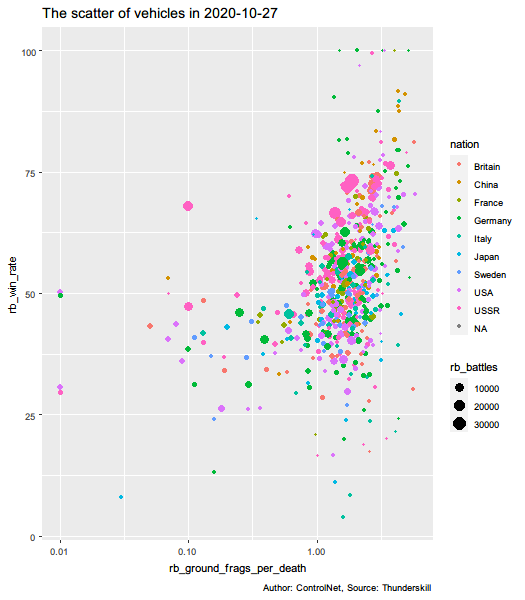 The scatter of vehicles in 2020-10-27
rb_win_rate
100
75
50
25
0
0.01
0.10
1.00
rb_ground_frags_per_death
nation
Britain
China
France
Germany
Italy
Japan
Sweden
USA
USSR
NA
rb_battles
10000
20000
30000
Author: ControlNet, Source: Thunderskill